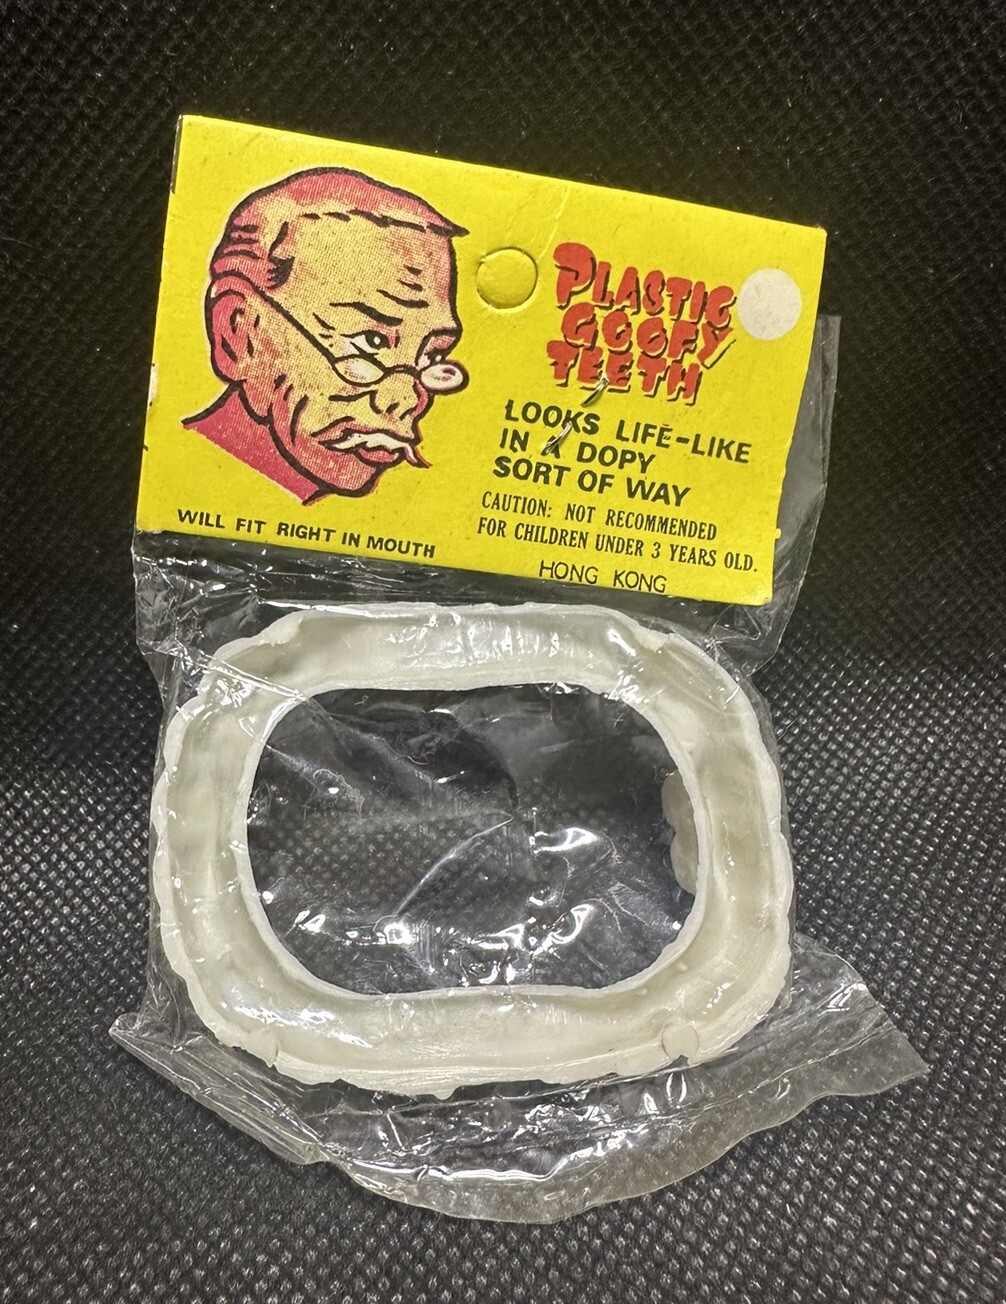 PLASTIC
GOOFY
TEETH
LOOKS LIFE-LIKE
IN A DOPY
SORT OF WAY
CAUTION: NOT RECOMMENDED
FOR CHILDREN UNDER 3 YEARS OLD.
HONG KONG
WILL FIT RIGHT IN MOUTH